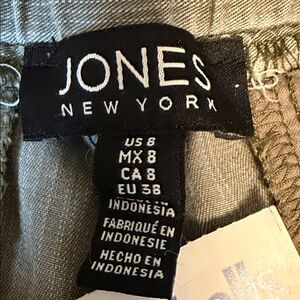 JONES
NEW YORK
US 8
MX 8
CA 8
EU 38
INDONESIA
FABRIQUÉ EN
INDONESIE
HECHO EN
INDONESIA